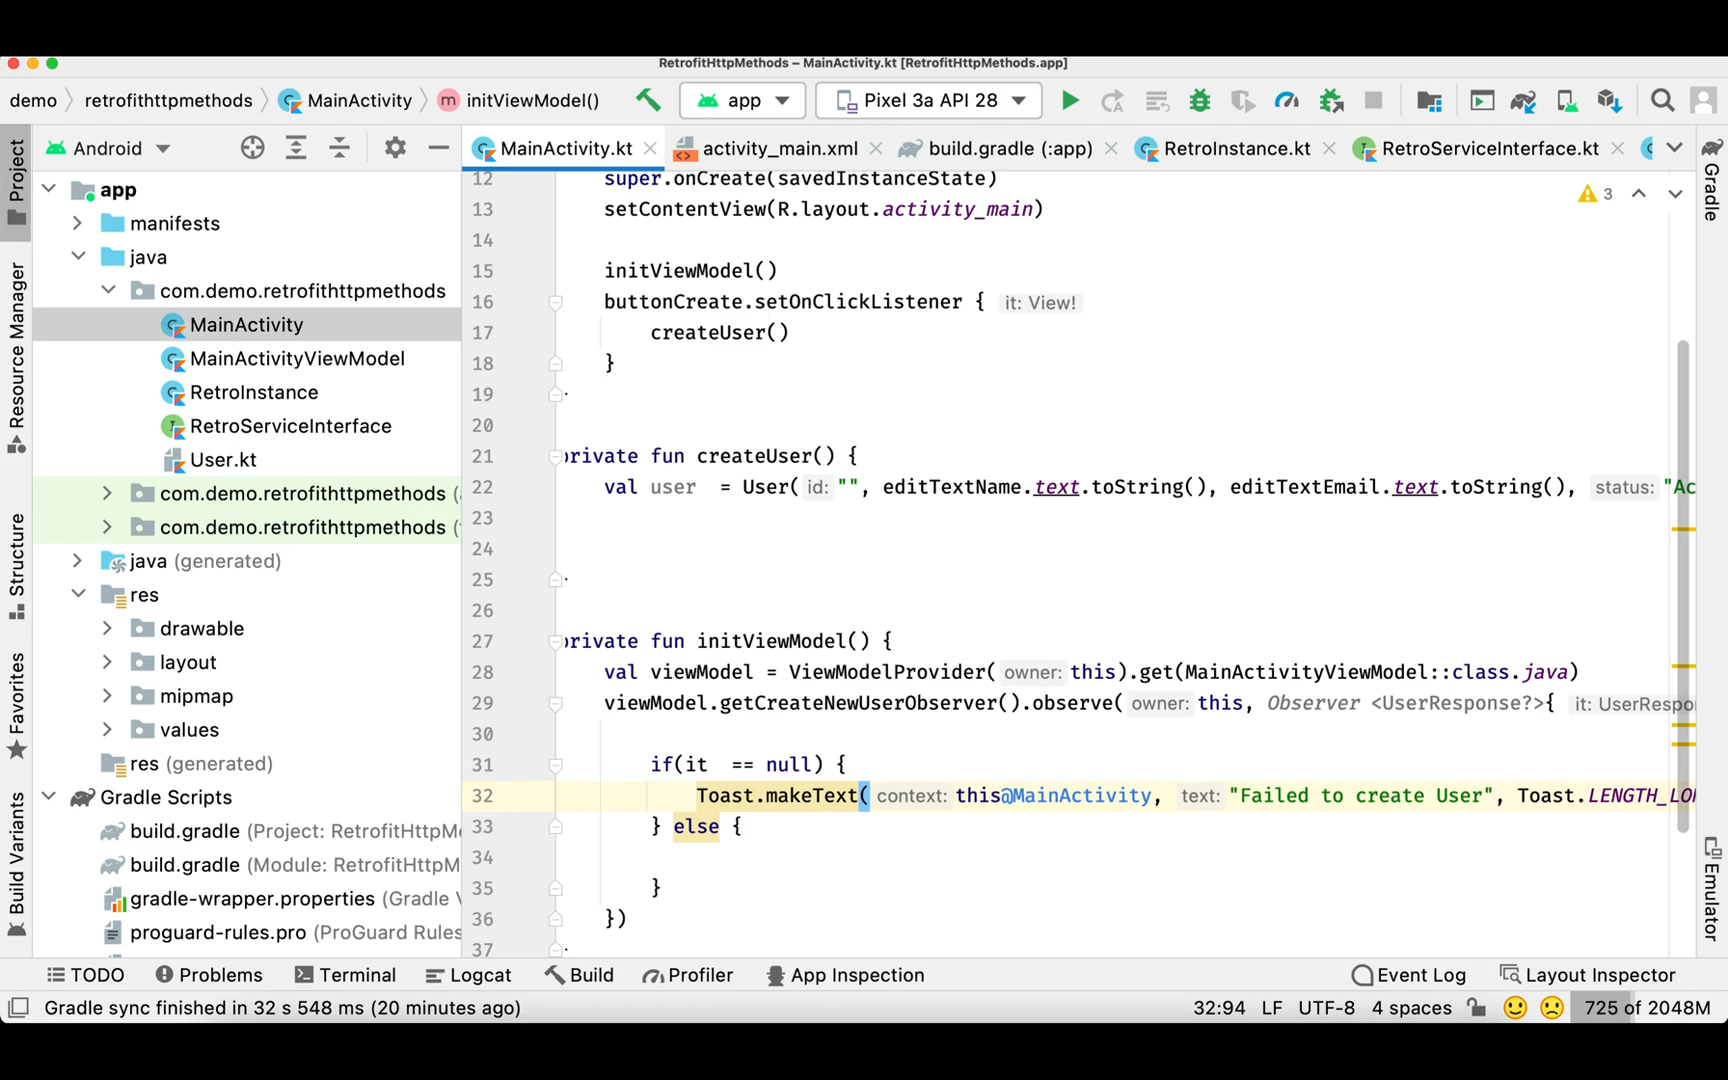 RetrofitHttpMethods – MainActivity.kt [RetrofitHttpMethods.app]
demo retrofithttpmethods MainActivity initViewModel() app Pixel 3a API 28
Android
MainActivity.kt activity_main.xml build.gradle (:app) RetroInstance.kt RetroServiceInterface.kt
Project
Resource Manager
Structure
Favorites
Build Variants
app
manifests
java
com.demo.retrofithttpmethods
MainActivity
MainActivityViewModel
RetroInstance
RetroServiceInterface
User.kt
com.demo.retrofithttpmethods
com.demo.retrofithttpmethods
java (generated)
res
drawable
layout
mipmap
values
res (generated)
Gradle Scripts
build.gradle (Project: RetrofitHttpM
build.gradle (Module: RetrofitHttpM
gradle-wrapper.properties (Gradle
proguard-rules.pro (ProGuard Rules
3
12 super.onCreate(savedInstanceState)
13 setContentView(R.layout.activity_main)
14
15 initViewModel()
16 buttonCreate.setOnClickListener { it: View!
17 createUser()
18 }
19
20
21 private fun createUser() {
22 val user = User( id: "", editTextName.text.toString(), editTextEmail.text.toString(), status: "Ac
23
24
25
26
27 private fun initViewModel() {
28 val viewModel = ViewModelProvider( owner: this).get(MainActivityViewModel::class.java)
29 viewModel.getCreateNewUserObserver().observe( owner: this, Observer <UserResponse?>{ it: UserRespo
30
31 if(it == null) {
32 Toast.makeText( context: this@MainActivity, text: "Failed to create User", Toast.LENGTH_LON
33 } else {
34
35 }
36 })
37
Gradle
Emulator
TODO Problems Terminal Logcat Build Profiler App Inspection Event Log Layout Inspector
Gradle sync finished in 32 s 548 ms (20 minutes ago) 32:94 LF UTF-8 4 spaces 725 of 2048M